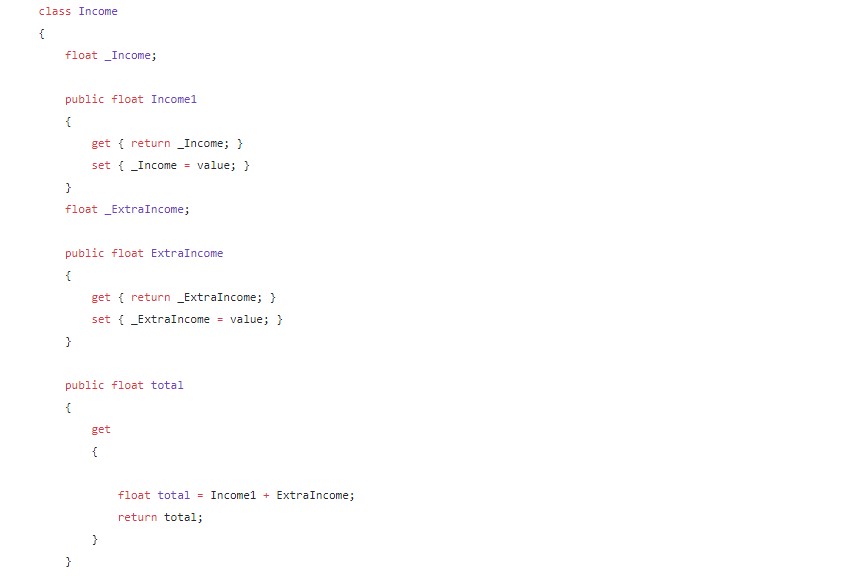 class Income
{
float _Income;
public float Income1
{
get { return _Income; }
set { _Income = value; }
}
float _ExtraIncome;
public float ExtraIncome
{
get { return _ExtraIncome; }
set { _ExtraIncome = value; }
}
public float total
{
get
{
float total = Income1 + ExtraIncome;
return total;
}
}